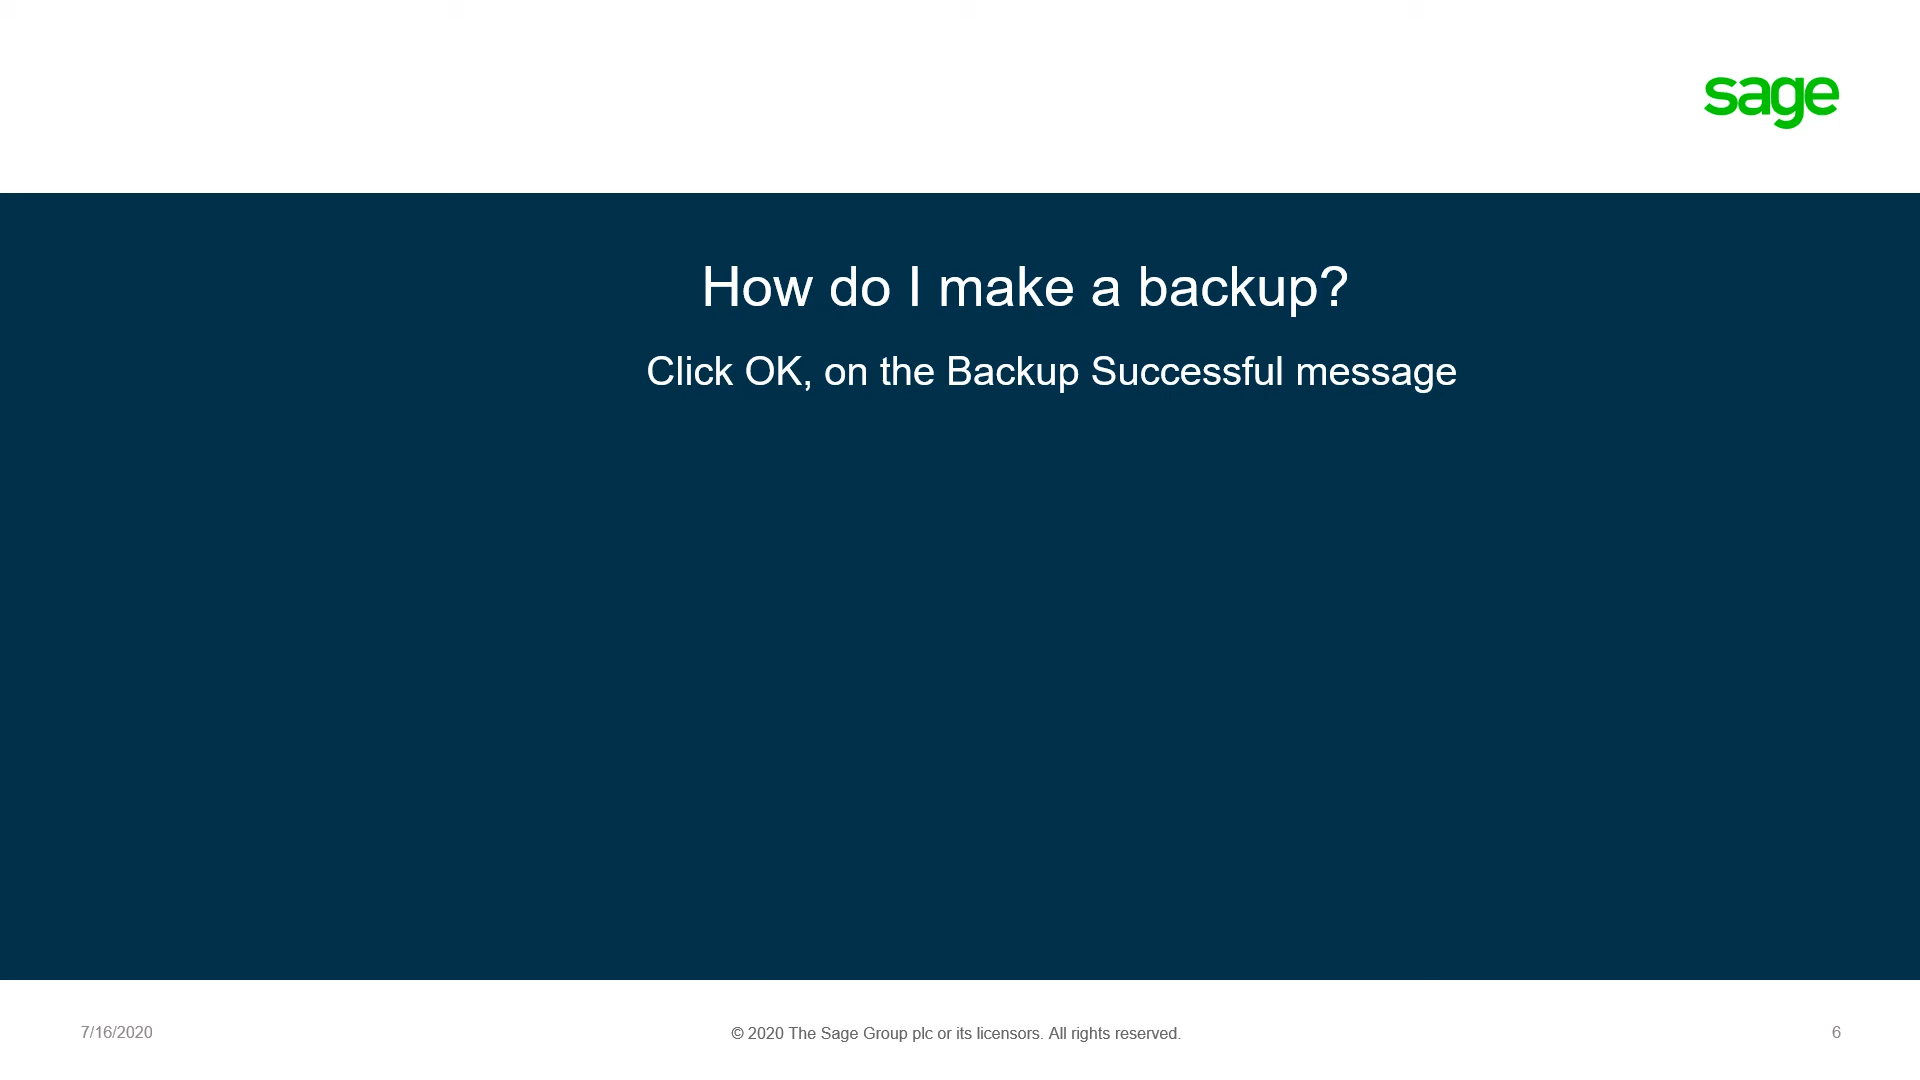 sage
How do I make a backup?
Click OK, on the Backup Successful message
7/16/2020
© 2020 The Sage Group plc or its licensors. All rights reserved.
6